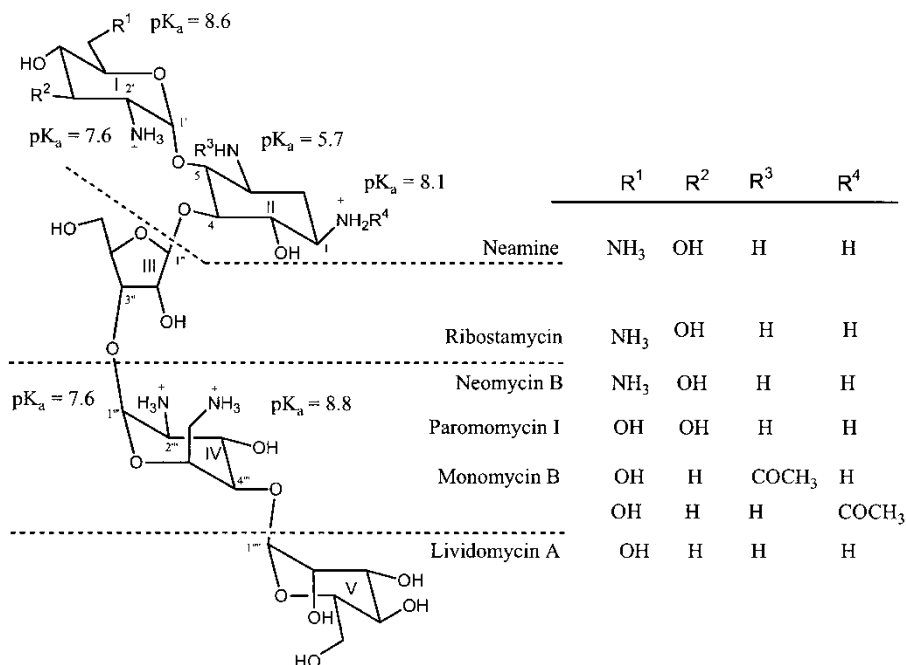 R¹ pKₐ = 8.6
HO I O
R² 2'
NH₃ 1'
+
pKₐ = 7.6 R³HN pKₐ = 5.7
O 5
pKₐ = 8.1
+
II NH₂R⁴
HO O 4 OH 1
O III 1"
3" OH
O
pKₐ = 7.6 H₃N + NH₃ + pKₐ = 8.8
1''' 2''' OH
IV
O 4''' O
1''''
O V OH
OH OH
HO
R¹ R² R³ R⁴
Neamine NH₃ OH H H
Ribostamycin NH₃ OH H H
Neomycin B NH₃ OH H H
Paromomycin I OH OH H H
Monomycin B OH H COCH₃ H
OH H H COCH₃
Lividomycin A OH H H H